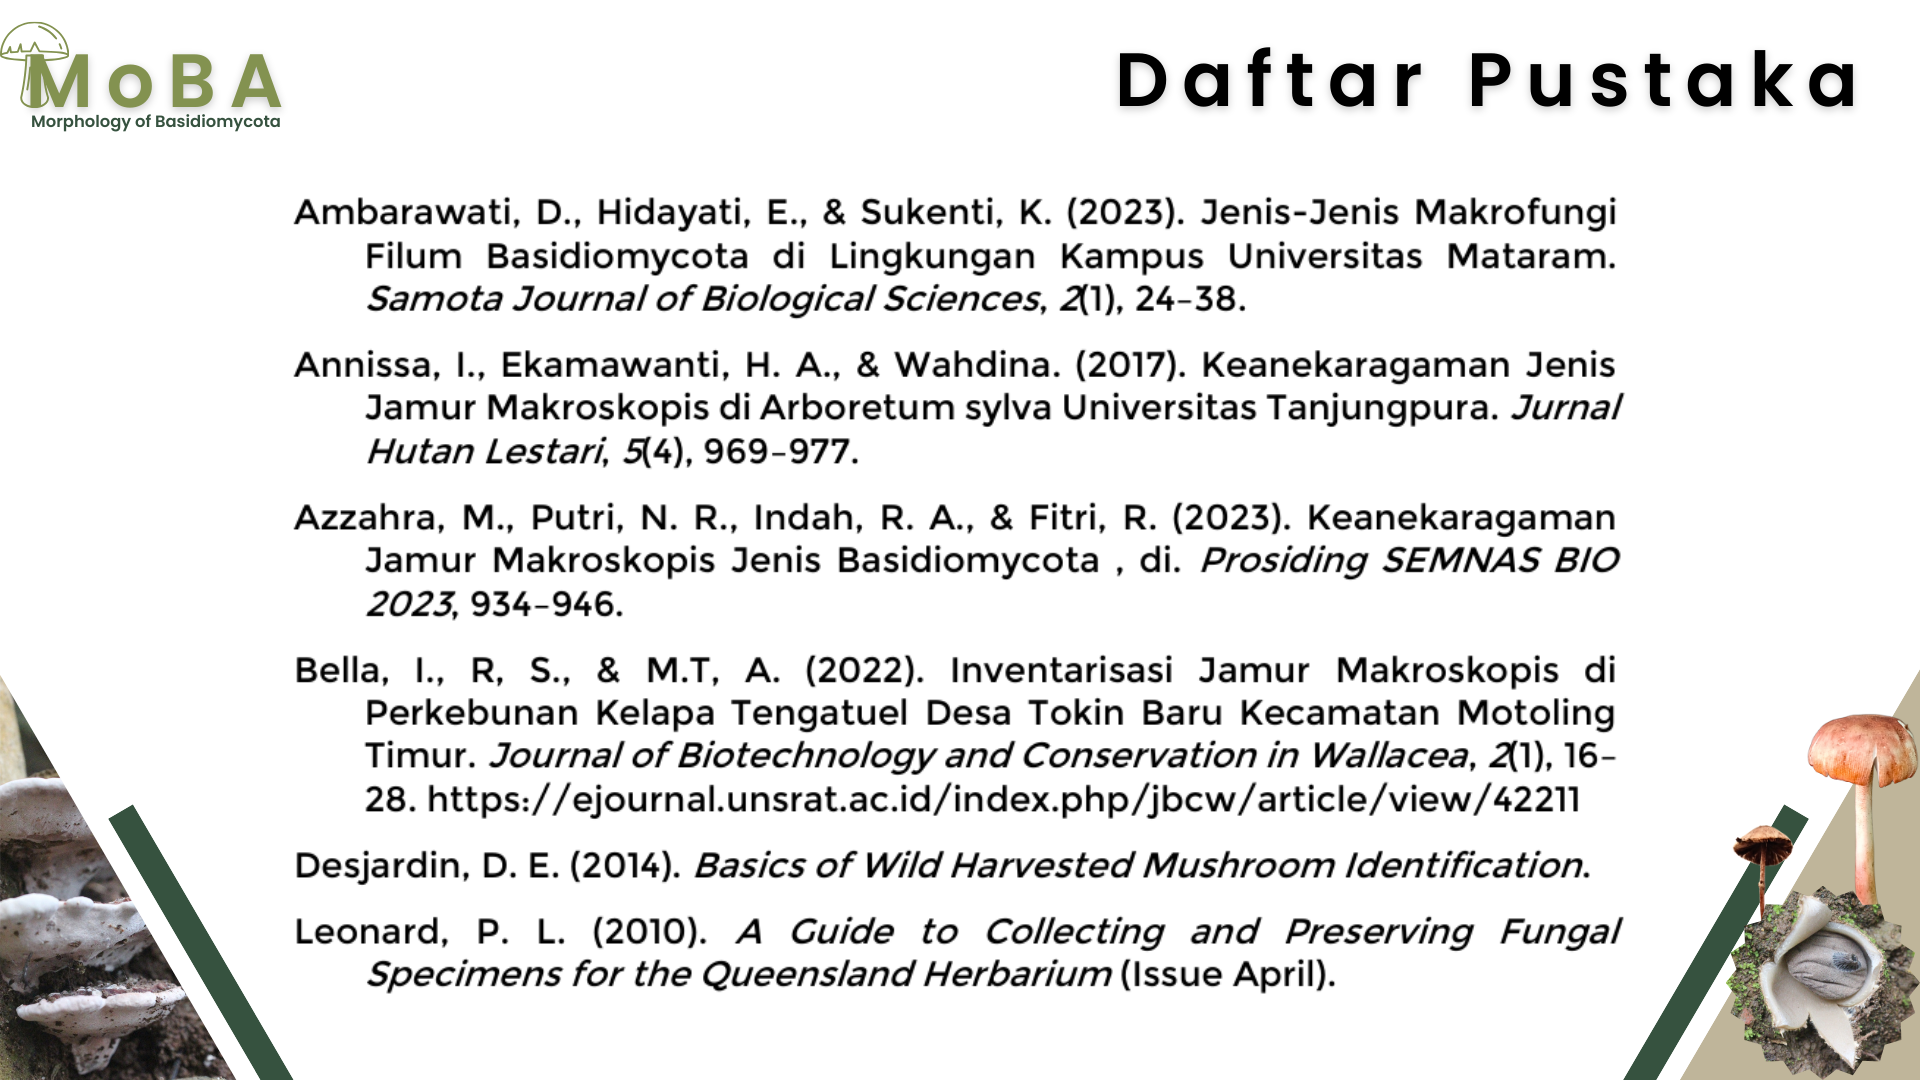 MoBA
Morphology of Basidiomycota
Daftar Pustaka
Ambarawati, D., Hidayati, E., & Sukenti, K. (2023). Jenis-Jenis Makrofungi
Filum Basidiomycota di Lingkungan Kampus Universitas Mataram.
Samota Journal of Biological Sciences, 2(1), 24–38.
Annissa, I., Ekamawanti, H. A., & Wahdina. (2017). Keanekaragaman Jenis
Jamur Makroskopis di Arboretum sylva Universitas Tanjungpura. Jurnal
Hutan Lestari, 5(4), 969–977.
Azzahra, M., Putri, N. R., Indah, R. A., & Fitri, R. (2023). Keanekaragaman
Jamur Makroskopis Jenis Basidiomycota , di. Prosiding SEMNAS BIO
2023, 934–946.
Bella, I., R, S., & M.T, A. (2022). Inventarisasi Jamur Makroskopis di
Perkebunan Kelapa Tengatuel Desa Tokin Baru Kecamatan Motoling
Timur. Journal of Biotechnology and Conservation in Wallacea, 2(1), 16–
28. https://ejournal.unsrat.ac.id/index.php/jbcw/article/view/42211
Desjardin, D. E. (2014). Basics of Wild Harvested Mushroom Identification.
Leonard, P. L. (2010). A Guide to Collecting and Preserving Fungal
Specimens for the Queensland Herbarium (Issue April).